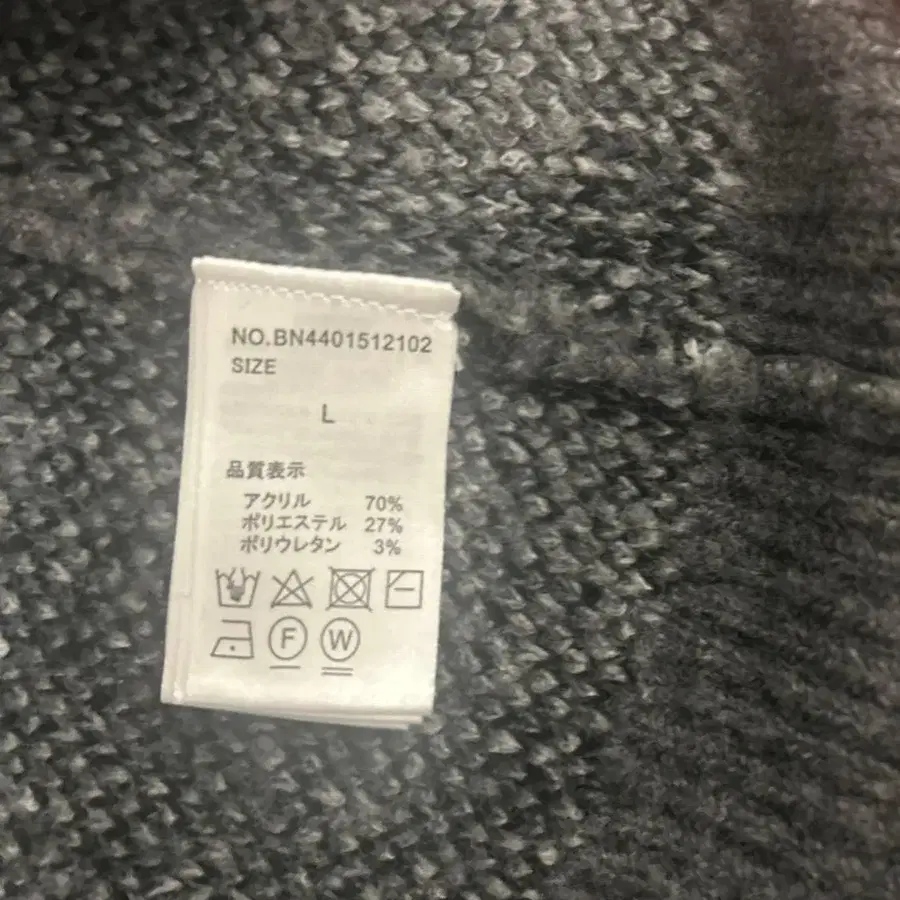 NO.BN4401512102
SIZE
L
品質表示
アクリル 70%
ポリエステル 27%
ポリウレタン 3%
F W